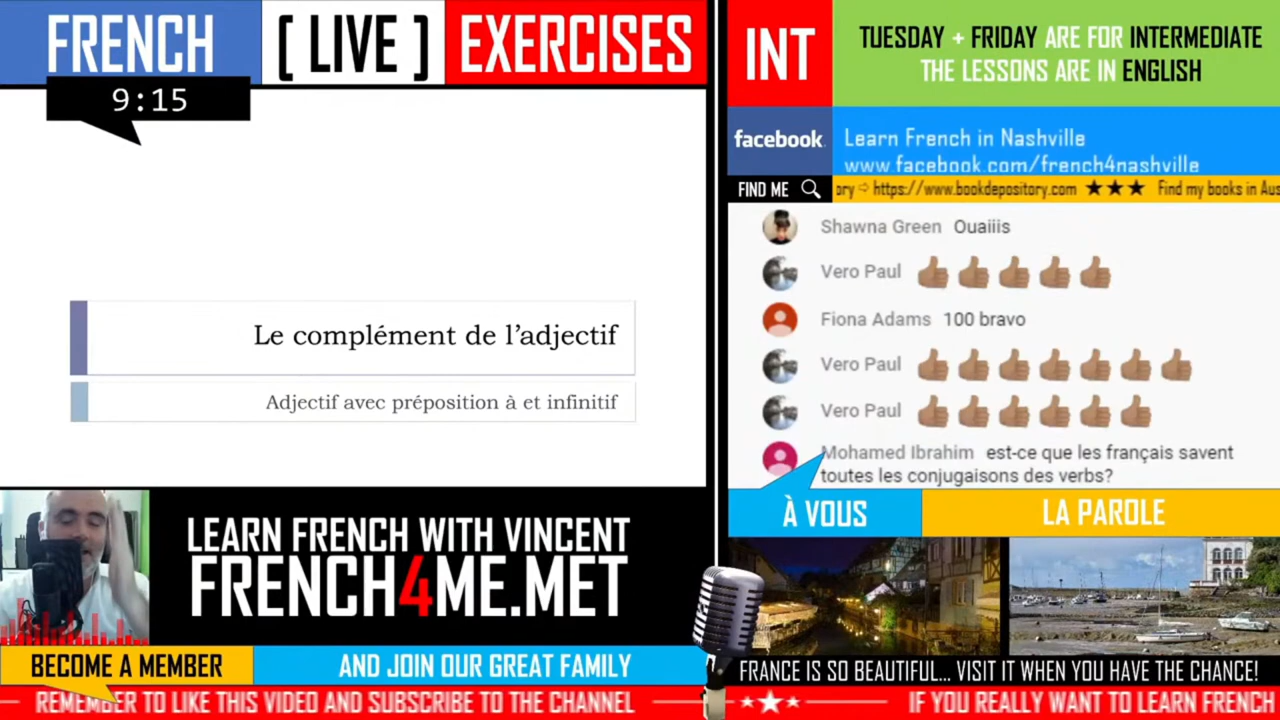 FRENCH [ LIVE ] EXERCISES
9:15
Le complément de l’adjectif
Adjectif avec préposition à et infinitif
LEARN FRENCH WITH VINCENT
FRENCH4ME.MET
BECOME A MEMBER AND JOIN OUR GREAT FAMILY
REMEMBER TO LIKE THIS VIDEO AND SUBSCRIBE TO THE CHANNEL
INT
TUESDAY + FRIDAY ARE FOR INTERMEDIATE
THE LESSONS ARE IN ENGLISH
facebook.
Learn French in Nashville
www.facebook.com/french4nashville
FIND ME ory ⇨ https://www.bookdepository.com ★★★ Find my books in Aus
Shawna Green Ouaiiis
Vero Paul 👍🏽👍🏽👍🏽👍🏽👍🏽
Fiona Adams 100 bravo
Vero Paul 👍🏽👍🏽👍🏽👍🏽👍🏽👍🏽👍🏽
Vero Paul 👍🏽👍🏽👍🏽👍🏽👍🏽👍🏽
Mohamed Ibrahim est-ce que les français savent
toutes les conjugaisons des verbs?
À VOUS LA PAROLE
FRANCE IS SO BEAUTIFUL... VISIT IT WHEN YOU HAVE THE CHANCE!
IF YOU REALLY WANT TO LEARN FRENCH